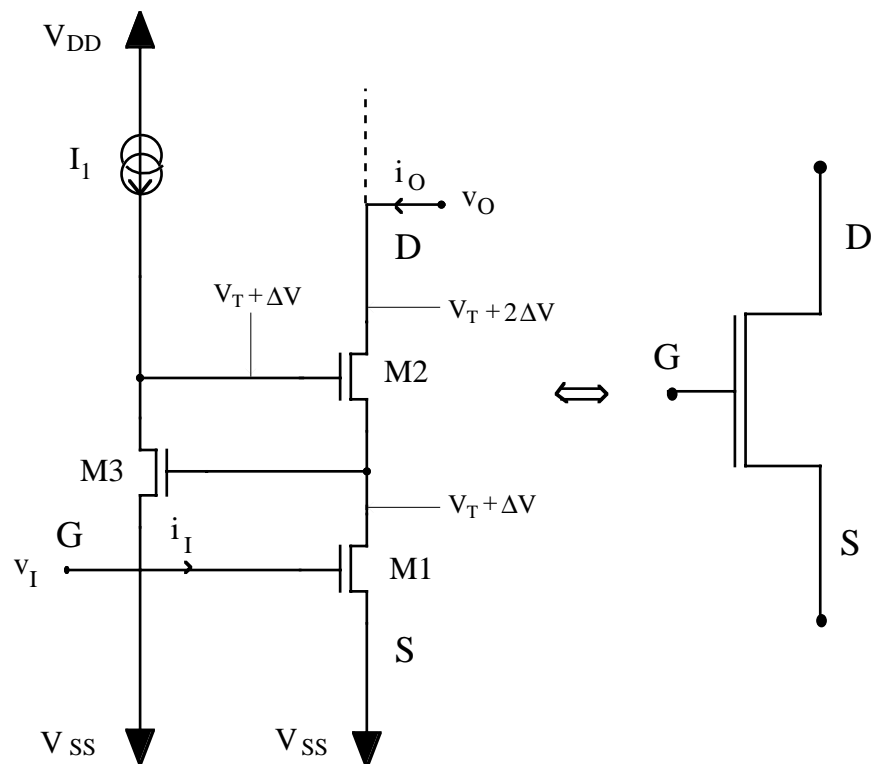 V_DD
I_1
i_O
v_O
D
D
V_T + ΔV
V_T + 2ΔV
M2
G
M3
V_T + ΔV
G
i_I
v_I
M1
S
S
V_SS
V_SS